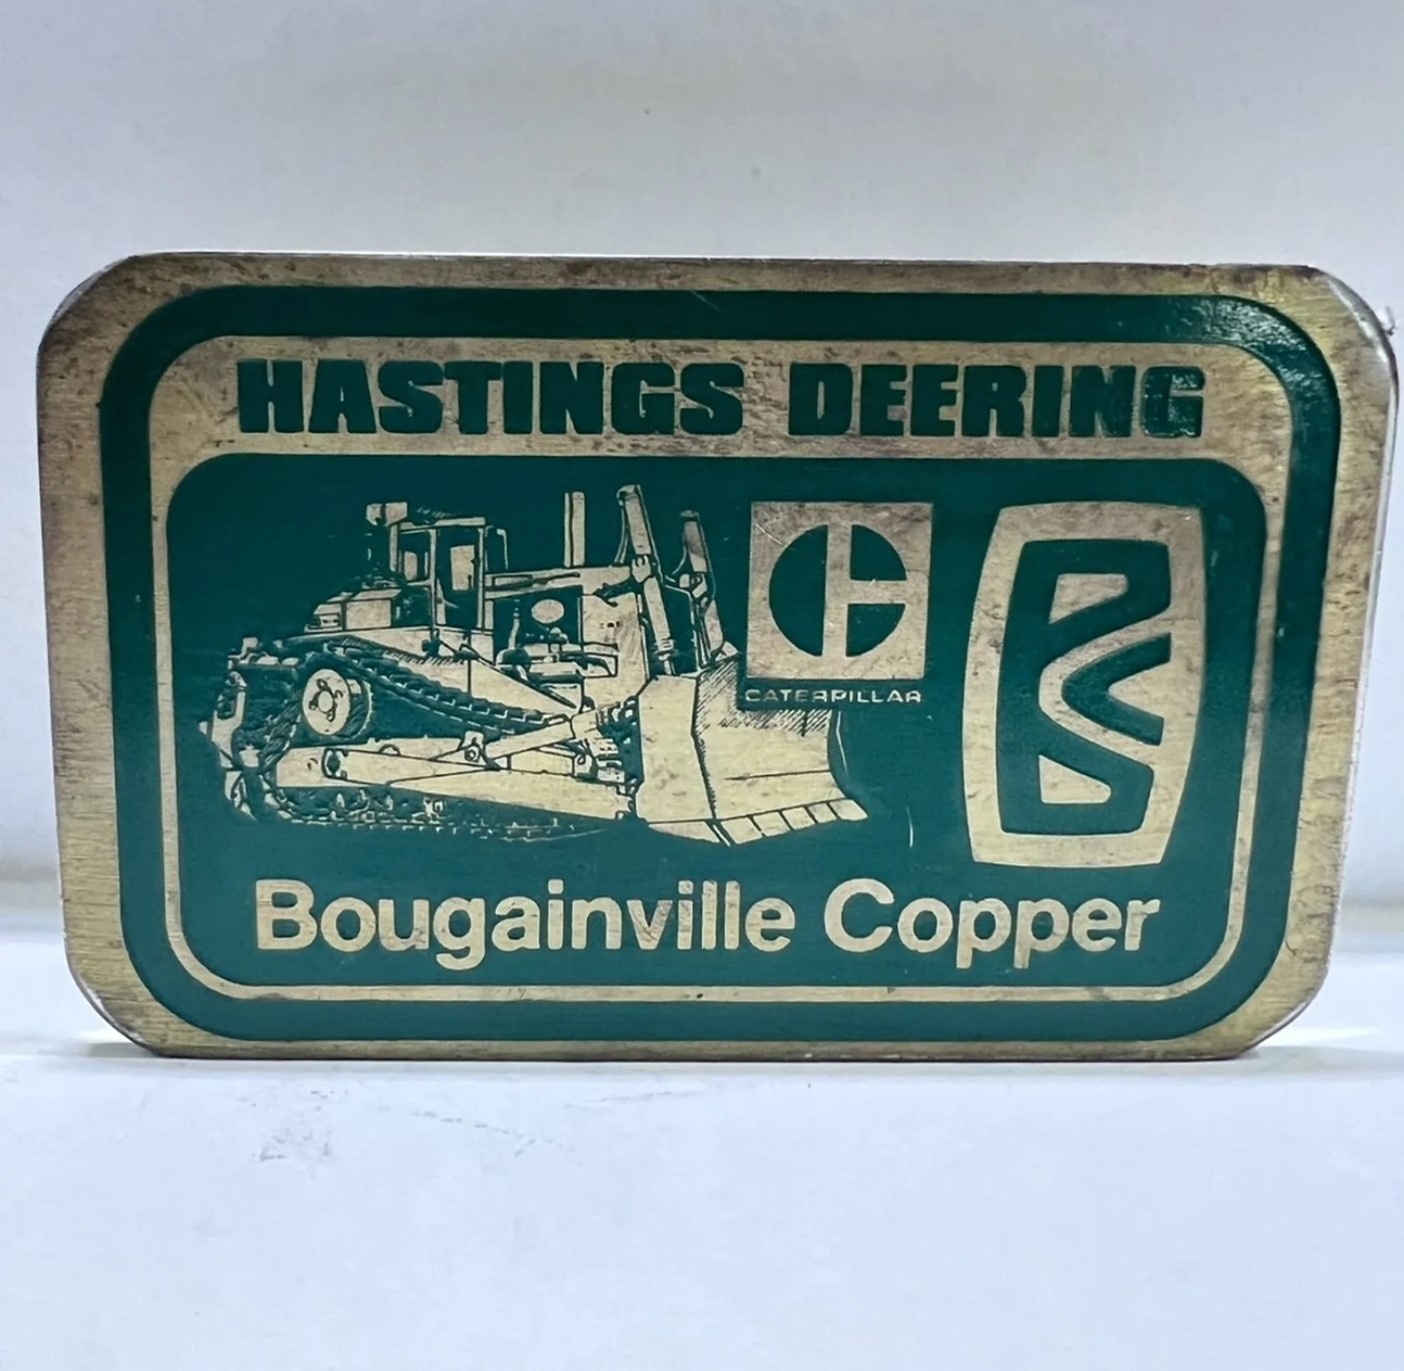 HASTINGS DEERING
CATERPILLAR
Bougainville Copper